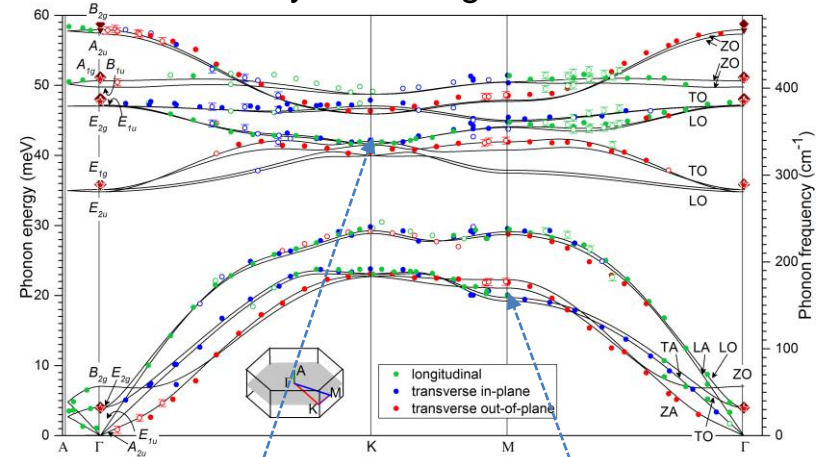 60
50
40
30
20
10
0
Phonon energy (meV)
B2g
A2u
A1g
B1u
E2g
E1u
E1g
E2u
B2g
E2g
E1u
A2u
ZO
ZO
TO
LO
TO
LO
TA
LA
LO
ZO
ZA
TO
A
Γ
M
K
longitudinal
transverse in-plane
transverse out-of-plane
400
300
200
100
0
Phonon frequency (cm-1)
A
Γ
K
M
Γ